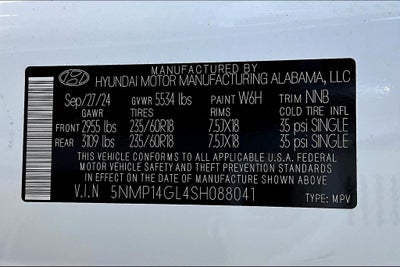 MANUFACTURED BY
HYUNDAI MOTOR MANUFACTURING ALABAMA, LLC
Sep/27/24 GVWR 5534 lbs PAINT W6H TRIM NNB
GAWR TIRES RIMS COLD TIRE INFL
FRONT 2955 lbs 235/60R18 7.5JX18 35 psi SINGLE
REAR 3109 lbs 235/60R18 7.5JX18 35 psi SINGLE
THIS VEHICLE CONFORMS TO ALL APPLICABLE U.S.A. FEDERAL
MOTOR VEHICLE SAFETY AND THEFT PREVENTION STANDARDS
IN EFFECT ON THE DATE OF MANUFACTURE SHOWN ABOVE
V.I.N 5NMP14GL4SH088041 TYPE: MPV